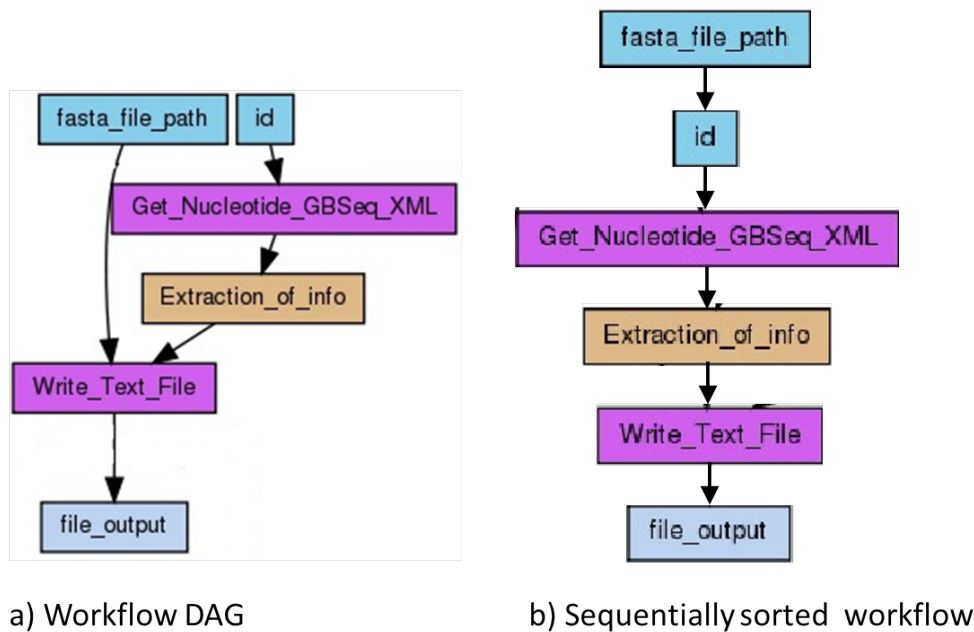 fasta_file_path
id
Get_Nucleotide_GBSeq_XML
Extraction_of_info
Write_Text_File
file_output
a) Workflow DAG
fasta_file_path
id
Get_Nucleotide_GBSeq_XML
Extraction_of_info
Write_Text_File
file_output
b) Sequentially sorted workflow